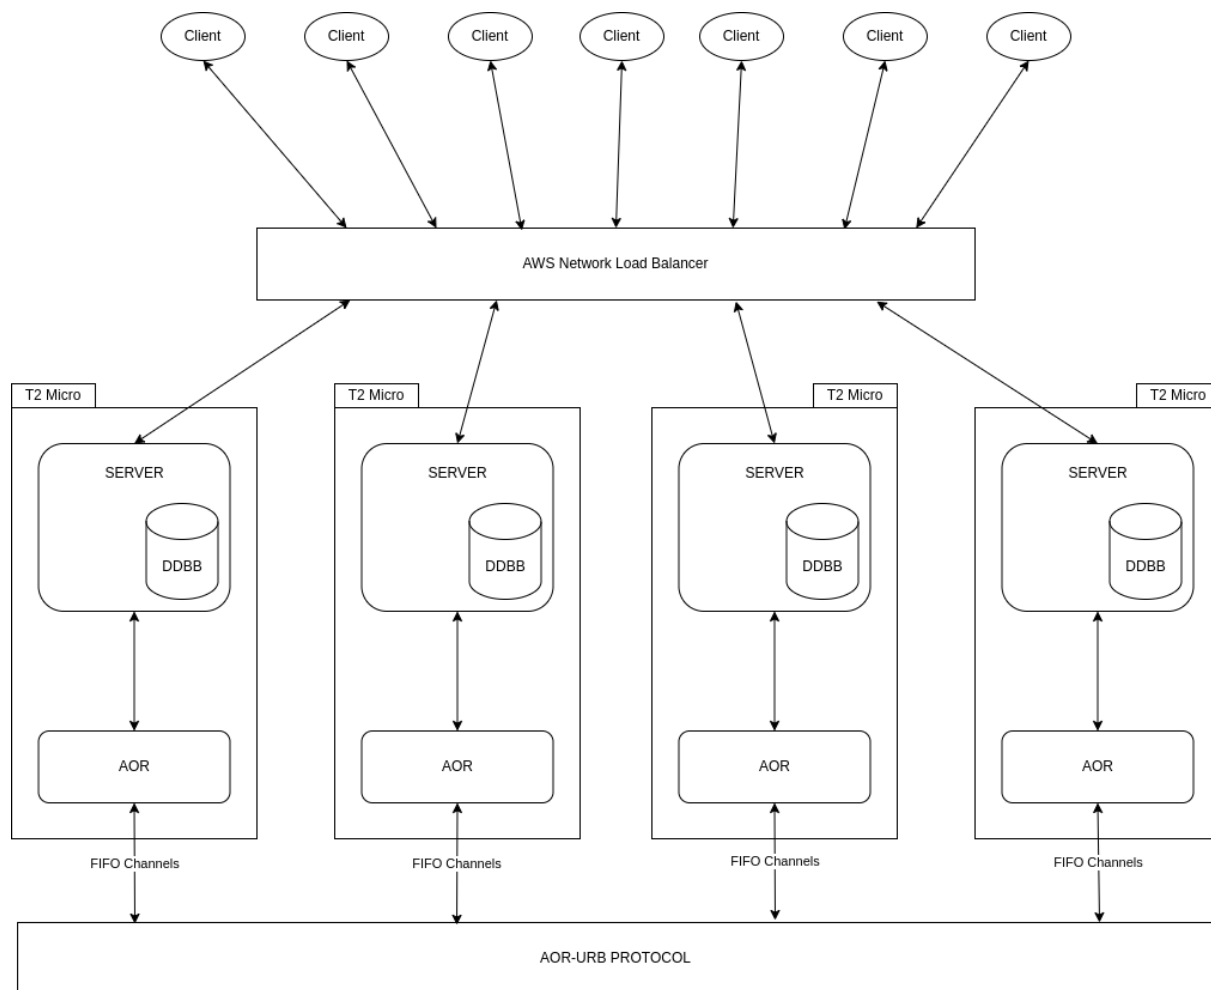 Client
Client
Client
Client
Client
Client
Client
AWS Network Load Balancer
T2 Micro
T2 Micro
T2 Micro
T2 Micro
SERVER
SERVER
SERVER
SERVER
DDBB
DDBB
DDBB
DDBB
AOR
AOR
AOR
AOR
FIFO Channels
FIFO Channels
FIFO Channels
FIFO Channels
AOR-URB PROTOCOL